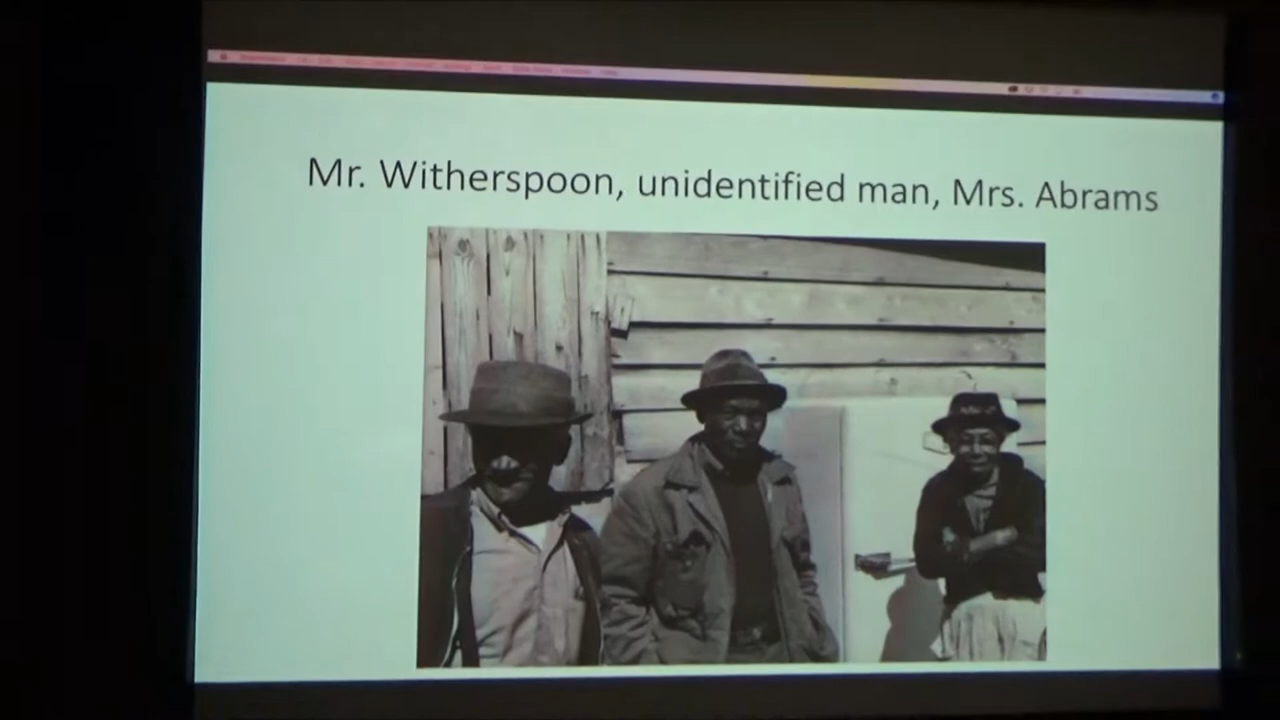 Mr. Witherspoon, unidentified man, Mrs. Abrams